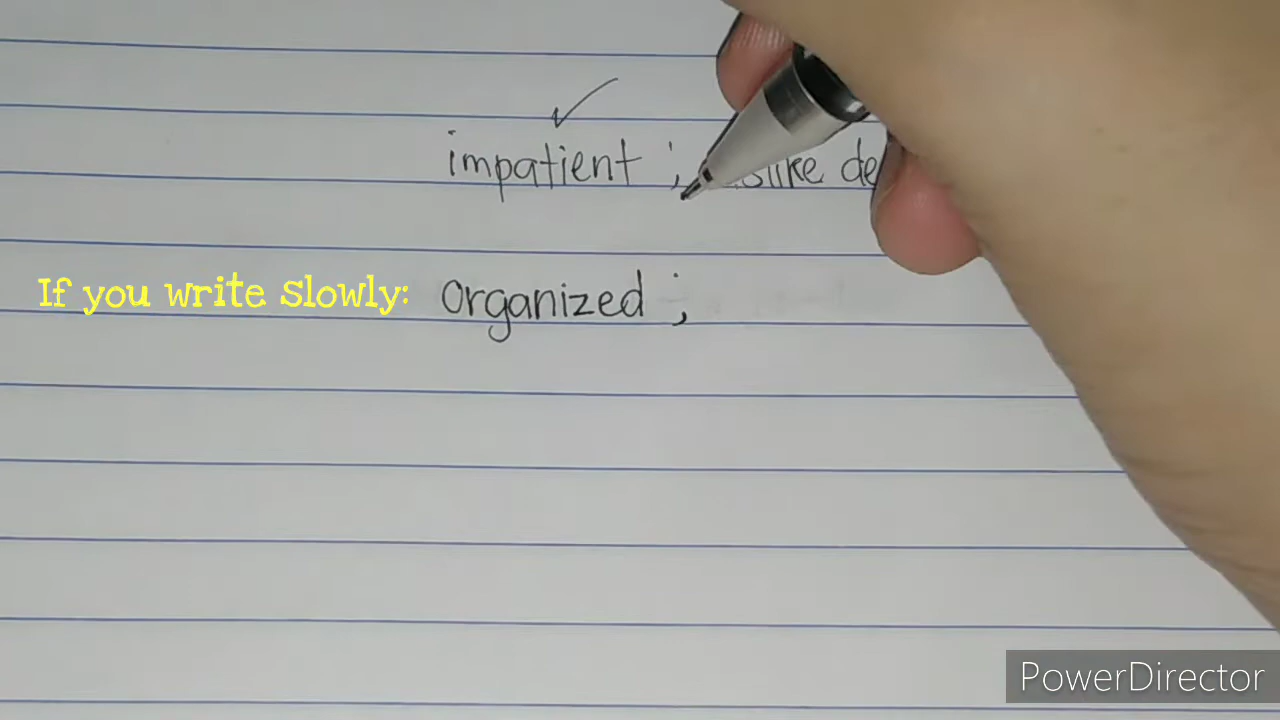 impatient ;
If you write slowly: Organized ;
PowerDirector